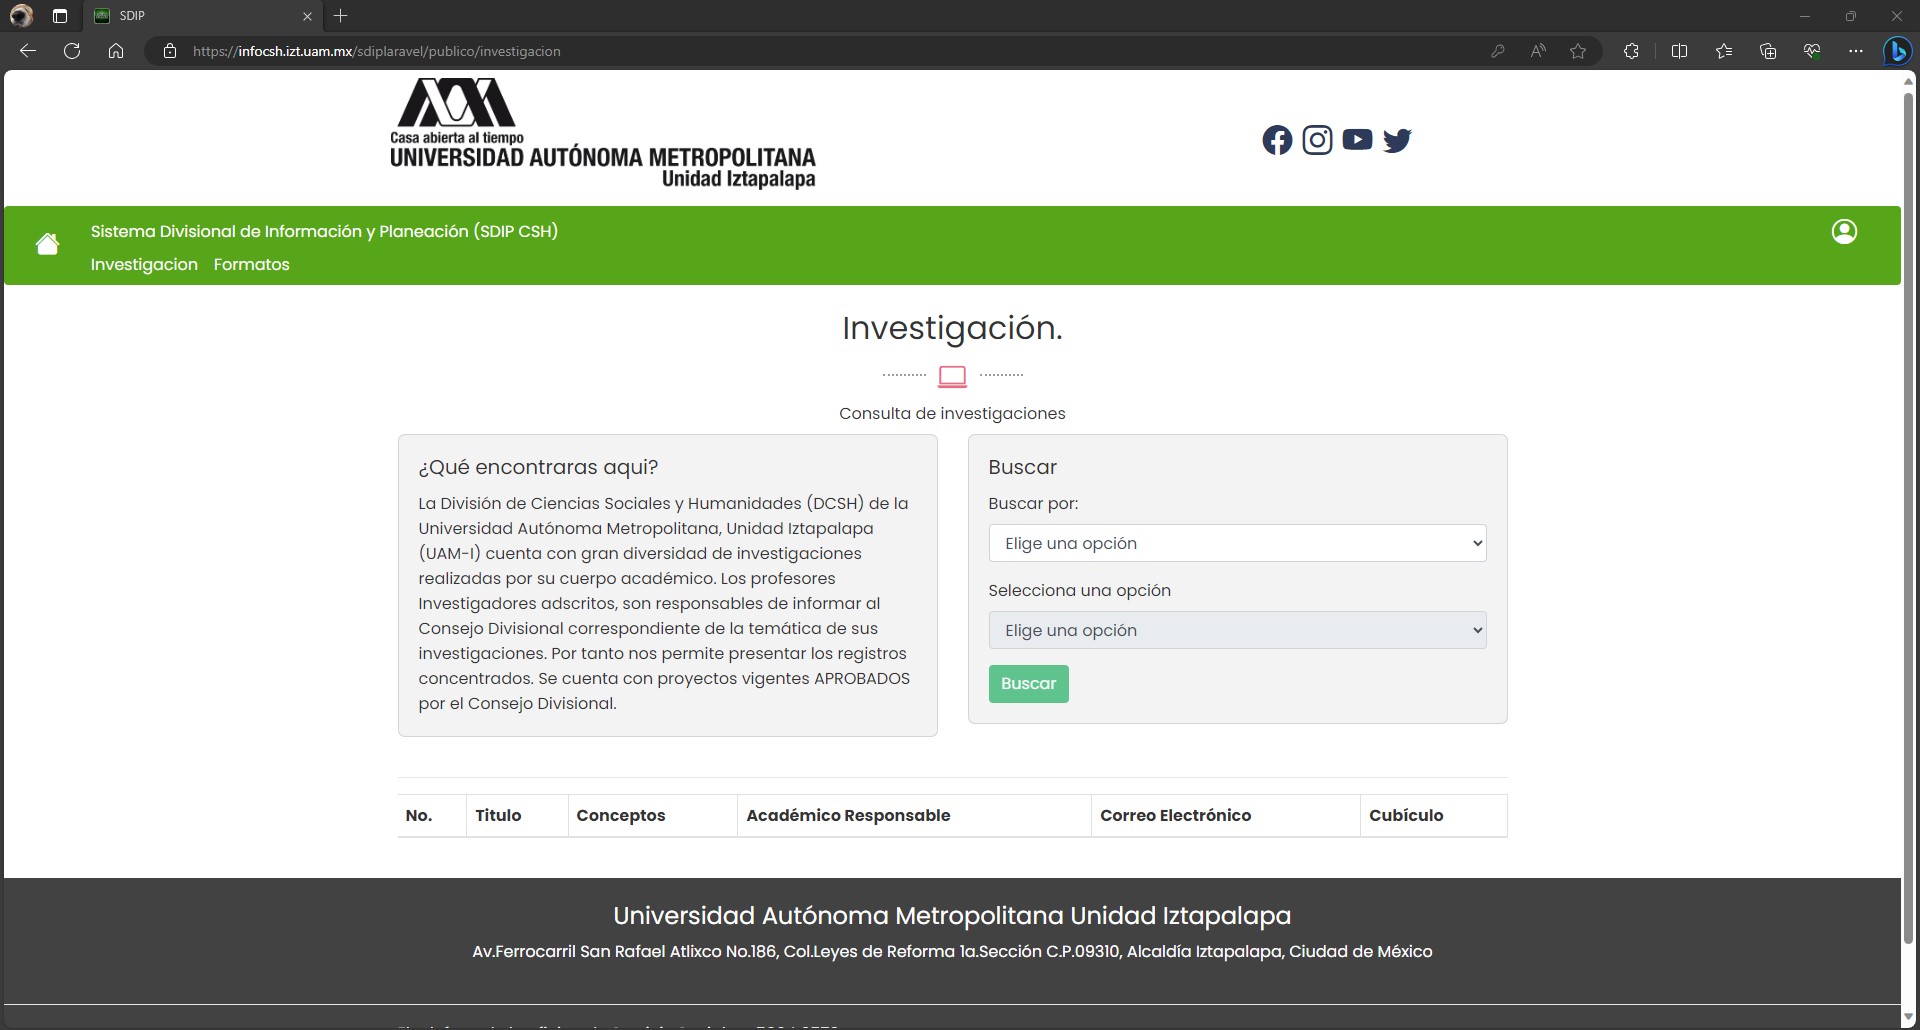 SDIP
https://infocsh.izt.uam.mx/sdiplaravel/publico/investigacion
Casa abierta al tiempo
UNIVERSIDAD AUTÓNOMA METROPOLITANA
Unidad Iztapalapa
Sistema Divisional de Información y Planeación (SDIP CSH)
Investigacion Formatos
Investigación.
Consulta de investigaciones
¿Qué encontraras aqui?
La División de Ciencias Sociales y Humanidades (DCSH) de la
Universidad Autónoma Metropolitana, Unidad Iztapalapa
(UAM-I) cuenta con gran diversidad de investigaciones
realizadas por su cuerpo académico. Los profesores
Investigadores adscritos, son responsables de informar al
Consejo Divisional correspondiente de la temática de sus
investigaciones. Por tanto nos permite presentar los registros
concentrados. Se cuenta con proyectos vigentes APROBADOS
por el Consejo Divisional.
Buscar
Buscar por:
Elige una opción
Selecciona una opción
Elige una opción
Buscar
No. Titulo Conceptos Académico Responsable Correo Electrónico Cubículo
Universidad Autónoma Metropolitana Unidad Iztapalapa
Av.Ferrocarril San Rafael Atlixco No.186, Col.Leyes de Reforma 1a.Sección C.P.09310, Alcaldía Iztapalapa, Ciudad de México